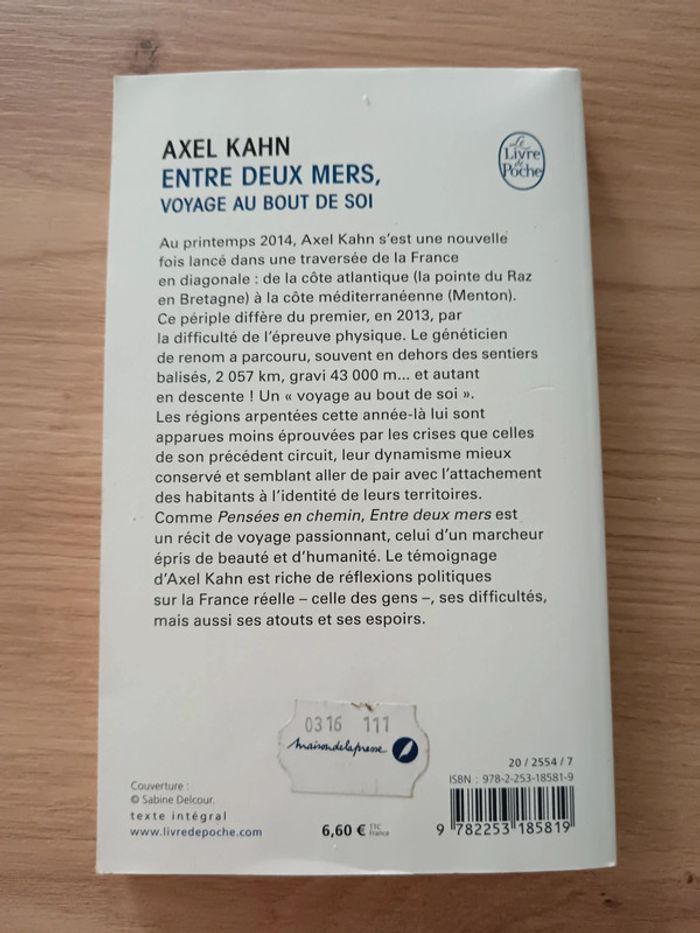 AXEL KAHN
ENTRE DEUX MERS,
VOYAGE AU BOUT DE SOI
Le
Livre
de
Poche
Au printemps 2014, Axel Kahn s'est une nouvelle
fois lancé dans une traversée de la France
en diagonale : de la côte atlantique (la pointe du Raz
en Bretagne) à la côte méditerranéenne (Menton).
Ce périple diffère du premier, en 2013, par
la difficulté de l'épreuve physique. Le généticien
de renom a parcouru, souvent en dehors des sentiers
balisés, 2 057 km, gravi 43 000 m... et autant
en descente ! Un « voyage au bout de soi ».
Les régions arpentées cette année-là lui sont
apparues moins éprouvées par les crises que celles
de son précédent circuit, leur dynamisme mieux
conservé et semblant aller de pair avec l'attachement
des habitants à l'identité de leurs territoires.
Comme Pensées en chemin, Entre deux mers est
un récit de voyage passionnant, celui d'un marcheur
épris de beauté et d'humanité. Le témoignage
d'Axel Kahn est riche de réflexions politiques
sur la France réelle – celle des gens –, ses difficultés,
mais aussi ses atouts et ses espoirs.
0316 111
maisondelapresse
Couverture :
© Sabine Delcour.
texte intégral
www.livredepoche.com
6,60 € TTC
France
20 / 2554 / 7
ISBN : 978-2-253-18581-9
9 782253 185819